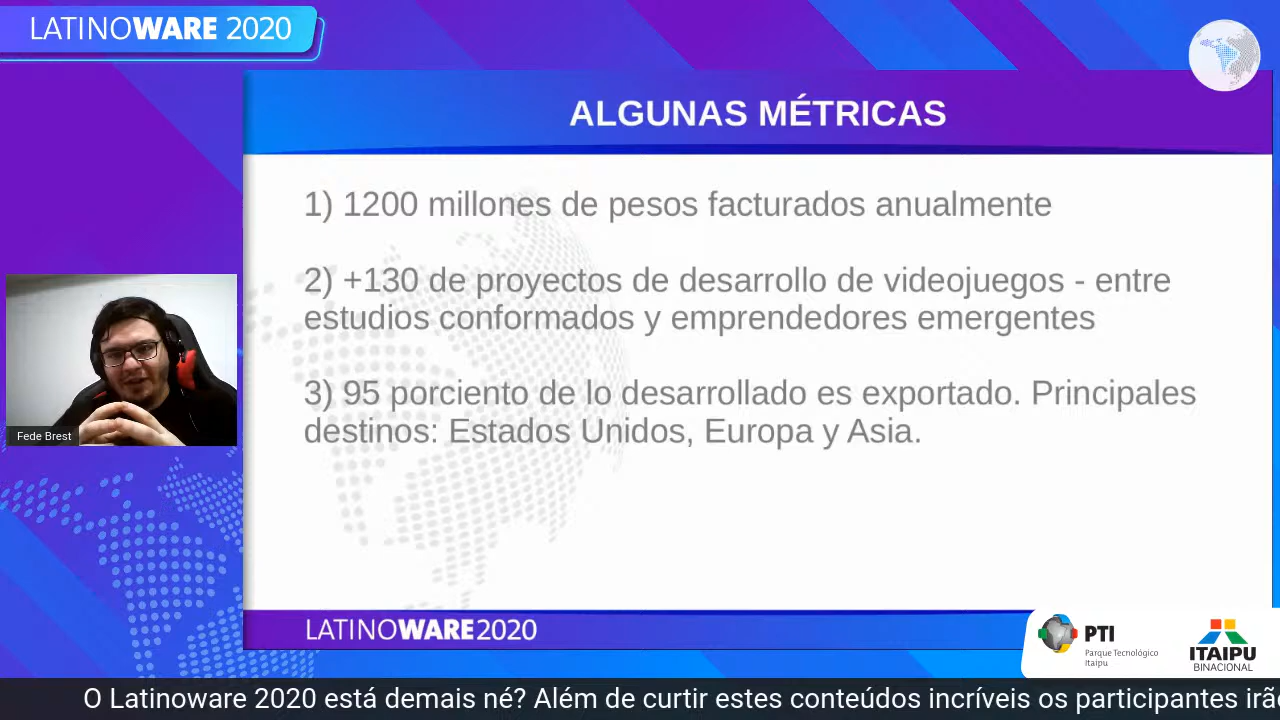 LATINOWARE 2020
ALGUNAS MÉTRICAS
1) 1200 millones de pesos facturados anualmente
2) +130 de proyectos de desarrollo de videojuegos - entre
estudios conformados y emprendedores emergentes
3) 95 porciento de lo desarrollado es exportado. Principales
destinos: Estados Unidos, Europa y Asia.
Fede Brest
LATINOWARE2020
PTI
Parque Tecnológico
Itaipu
ITAIPU
BINACIONAL
O Latinoware 2020 está demais né? Além de curtir estes conteúdos incríveis os participantes irã